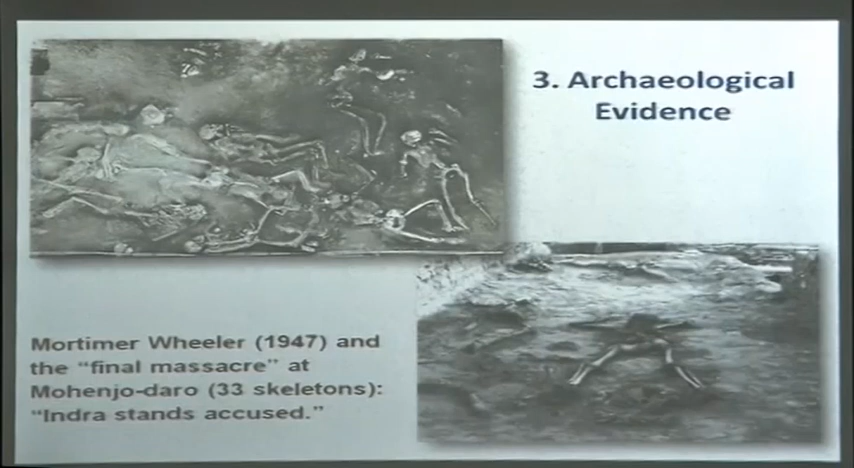 3. Archaeological
Evidence
Mortimer Wheeler (1947) and
the “final massacre” at
Mohenjo-daro (33 skeletons):
“Indra stands accused.”